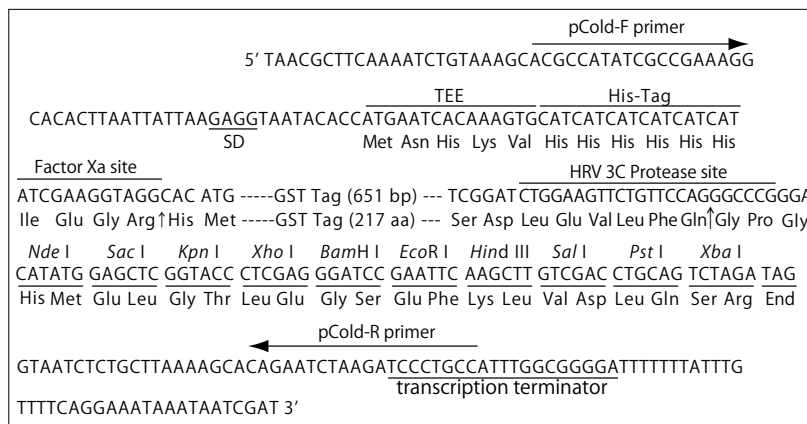 pCold-F primer
5’ TAACGCTTCAAAATCTGTAAAGCACGCCATATCGCCGAAAGG
TEE His-Tag
CACACTTAATTATTAAGAGGTAATACACCATGAATCACAAAGTGCATCATCATCATCATCAT
SD Met Asn His Lys Val His His His His His His
Factor Xa site HRV 3C Protease site
ATCGAAGGTAGGCAC ATG -----GST Tag (651 bp) --- TCGGATCTGGAAGTTCTGTTCCAGGGGCCCGGGA
Ile Glu Gly Arg↑His Met --GST Tag (217 aa) -- Ser Asp Leu Glu Val Leu Phe Gln↑Gly Pro Gly
Nde I Sac I Kpn I Xho I BamH I EcoR I Hind III Sal I Pst I Xba I
CATATG GAGCTC GGTACC CTCGAG GGATCC GAATTC AAGCTT GTCGAC CTGCAG TCTAGA TAG
His Met Glu Leu Gly Thr Leu Glu Gly Ser Glu Phe Lys Leu Val Asp Leu Gln Ser Arg End
pCold-R primer
GTAATCTCTGCTTAAAAGCACAGAATCTAAGATCCCTGCCATTTGGCGGGGATTTTTTTATTTG
transcription terminator
TTTTCAGGAAATAAATAATCGAT 3’